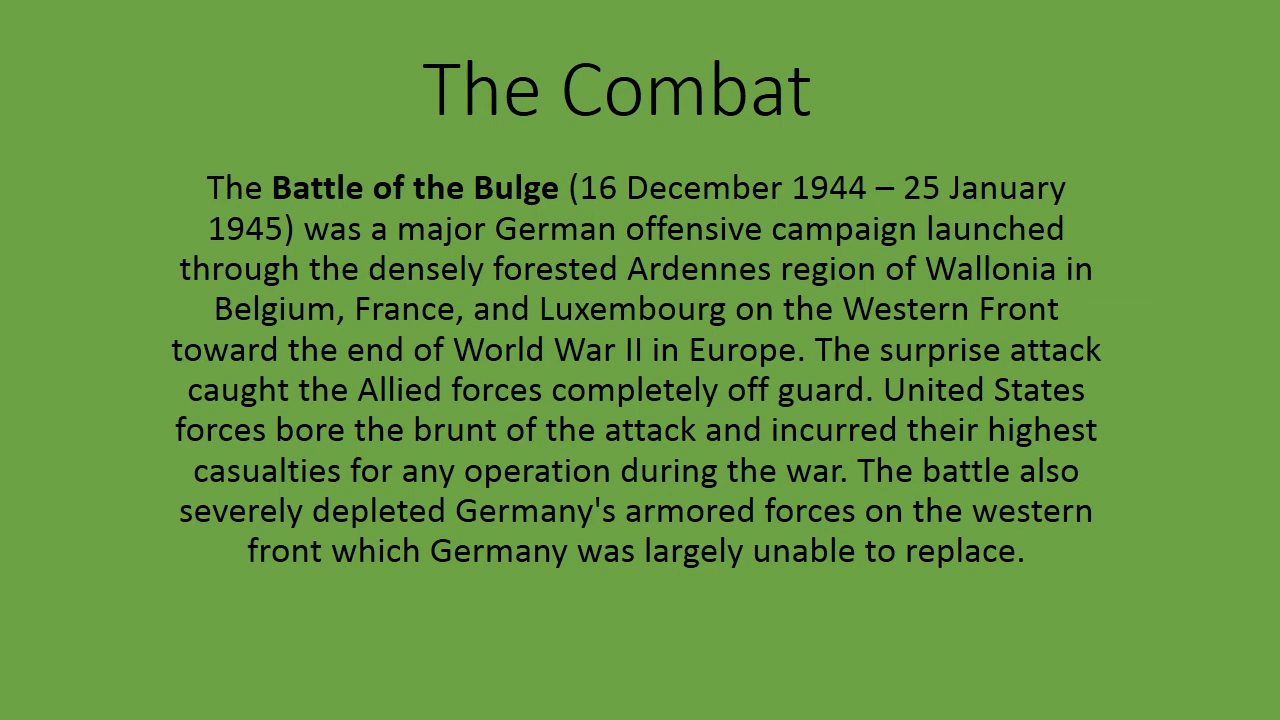 The Combat
The Battle of the Bulge (16 December 1944 – 25 January
1945) was a major German offensive campaign launched
through the densely forested Ardennes region of Wallonia in
Belgium, France, and Luxembourg on the Western Front
toward the end of World War II in Europe. The surprise attack
caught the Allied forces completely off guard. United States
forces bore the brunt of the attack and incurred their highest
casualties for any operation during the war. The battle also
severely depleted Germany's armored forces on the western
front which Germany was largely unable to replace.